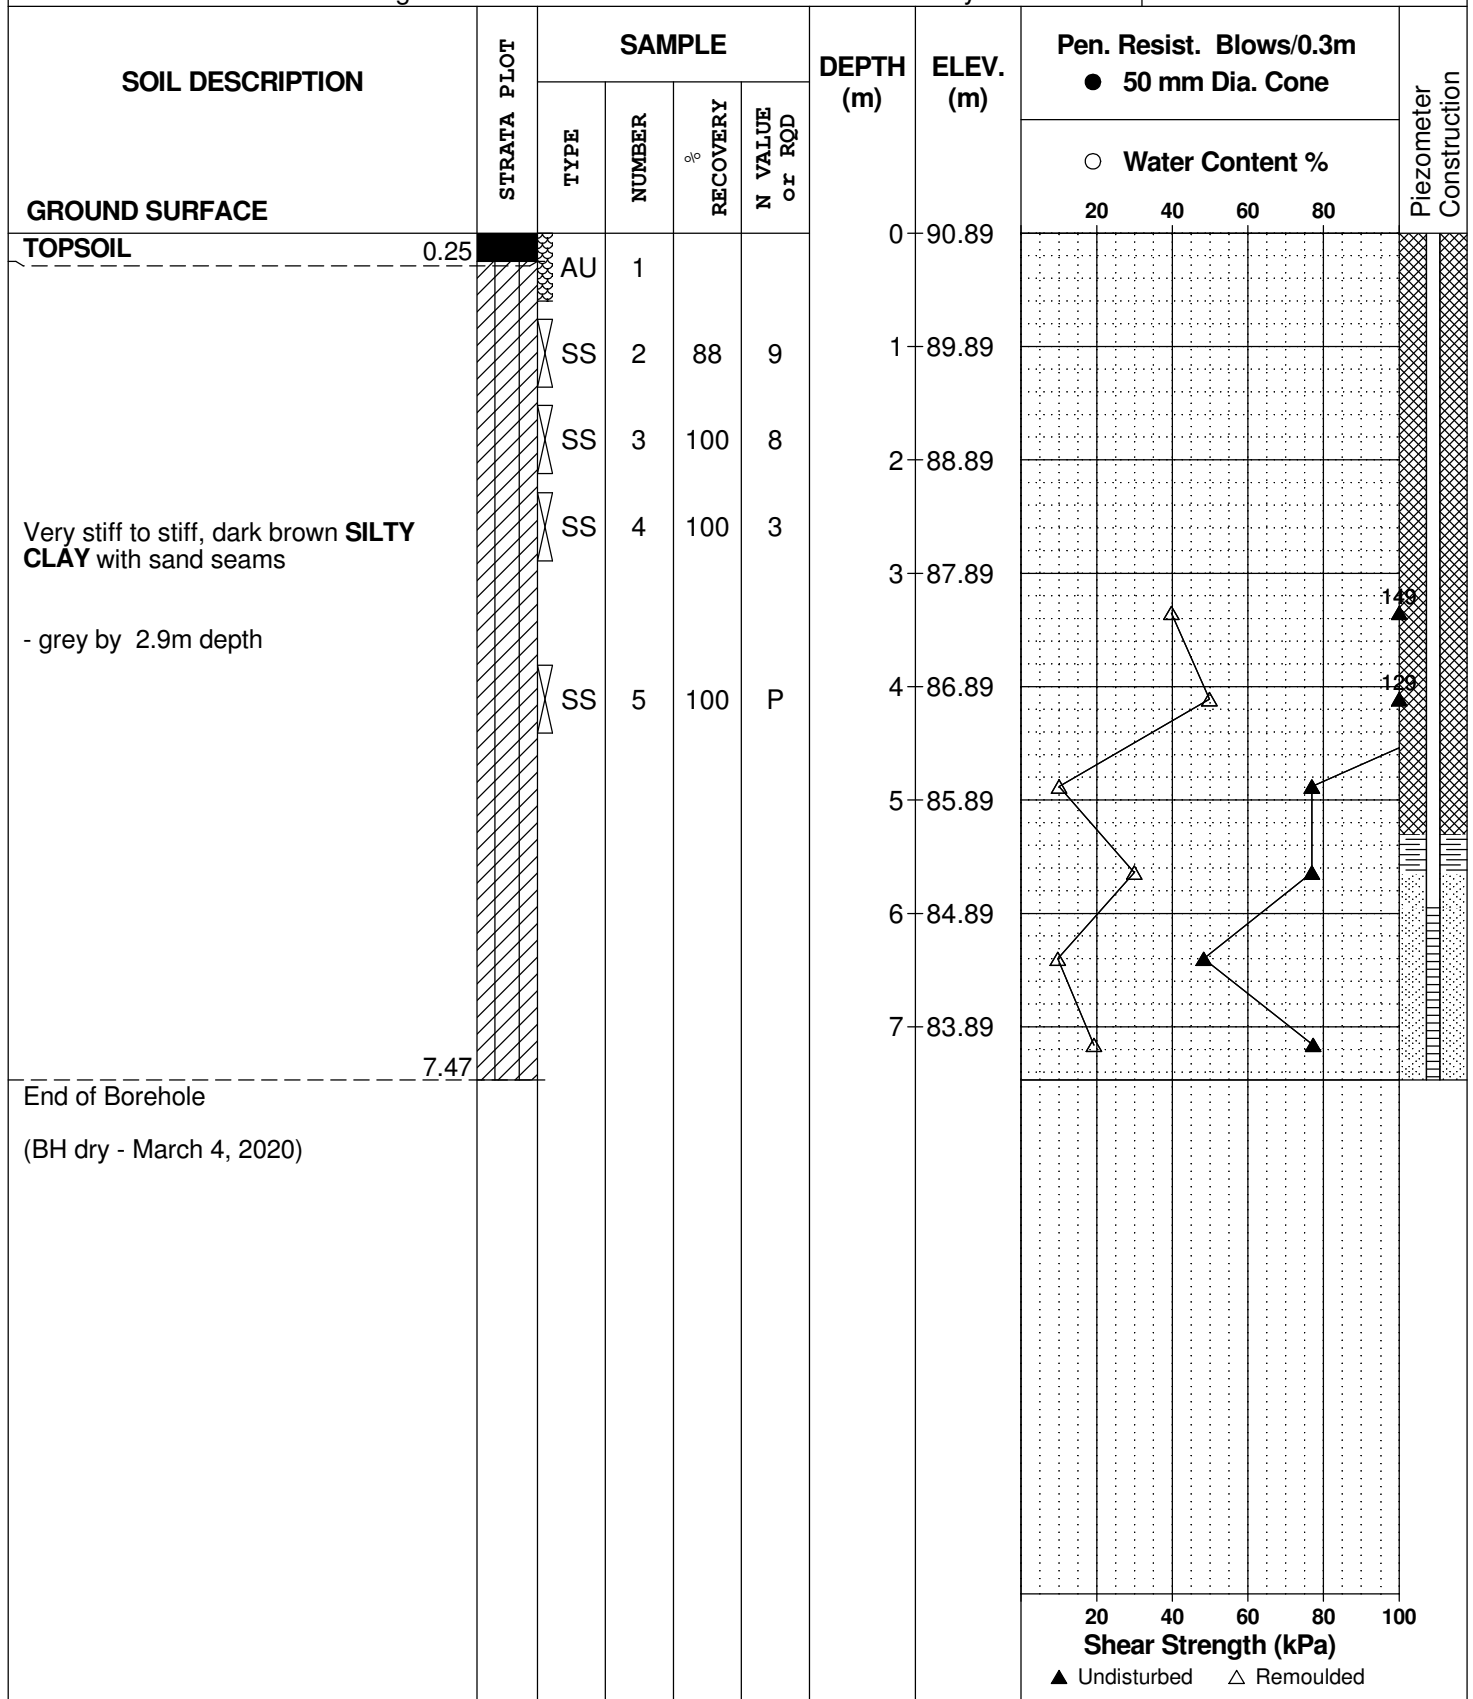 SOIL DESCRIPTION
GROUND SURFACE
STRATA PLOT
SAMPLE
TYPE
NUMBER
% RECOVERY
N VALUE or RQD
DEPTH (m)
ELEV. (m)
Pen. Resist. Blows/0.3m
● 50 mm Dia. Cone
○ Water Content %
20 40 60 80
Piezometer Construction
0 90.89
TOPSOIL 0.25
AU 1
SS 2 88 9
1 89.89
SS 3 100 8
2 88.89
Very stiff to stiff, dark brown SILTY
CLAY with sand seams
SS 4 100 3
3 87.89
149
- grey by 2.9m depth
SS 5 100 P
4 86.89
129
5 85.89
6 84.89
7 83.89
7.47
End of Borehole
(BH dry - March 4, 2020)
20 40 60 80 100
Shear Strength (kPa)
▲ Undisturbed △ Remoulded